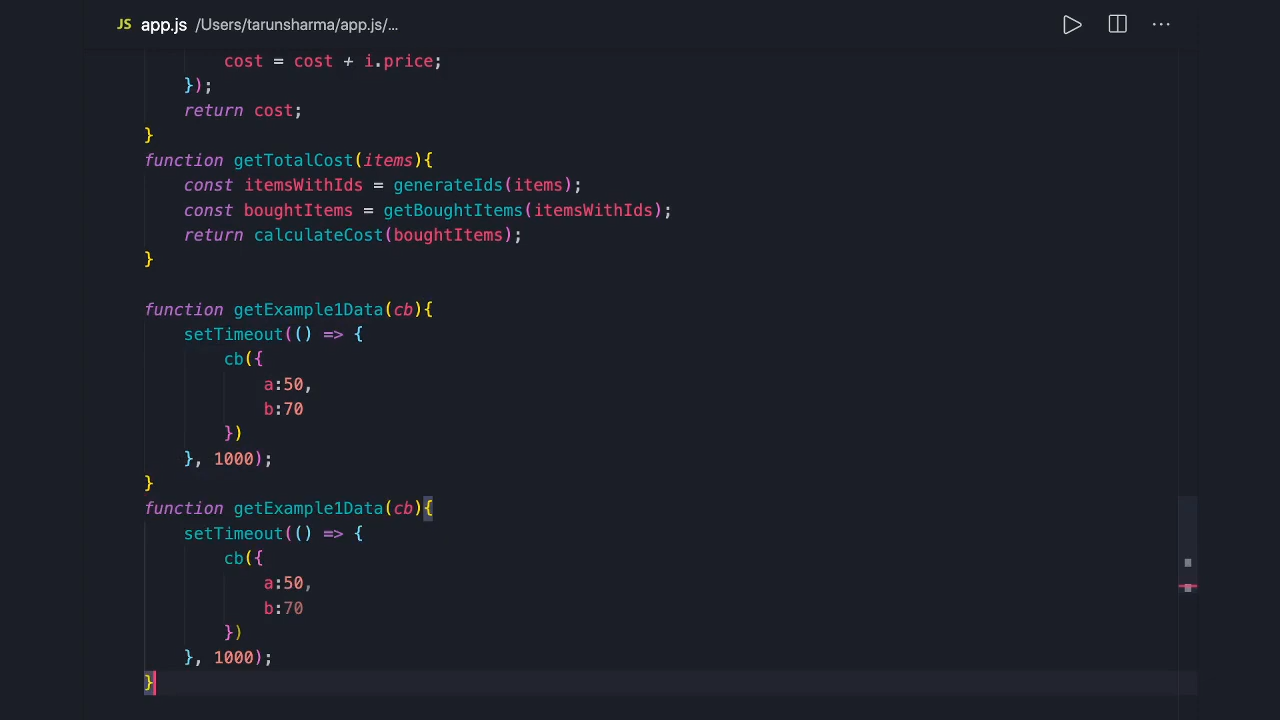 JS app.js /Users/tarunsharma/app.js/...
cost = cost + i.price;
});
return cost;
}
function getTotalCost(items){
const itemsWithIds = generateIds(items);
const boughtItems = getBoughtItems(itemsWithIds);
return calculateCost(boughtItems);
}
function getExample1Data(cb){
setTimeout(() => {
cb({
a:50,
b:70
})
}, 1000);
}
function getExample1Data(cb){
setTimeout(() => {
cb({
a:50,
b:70
})
}, 1000);
}